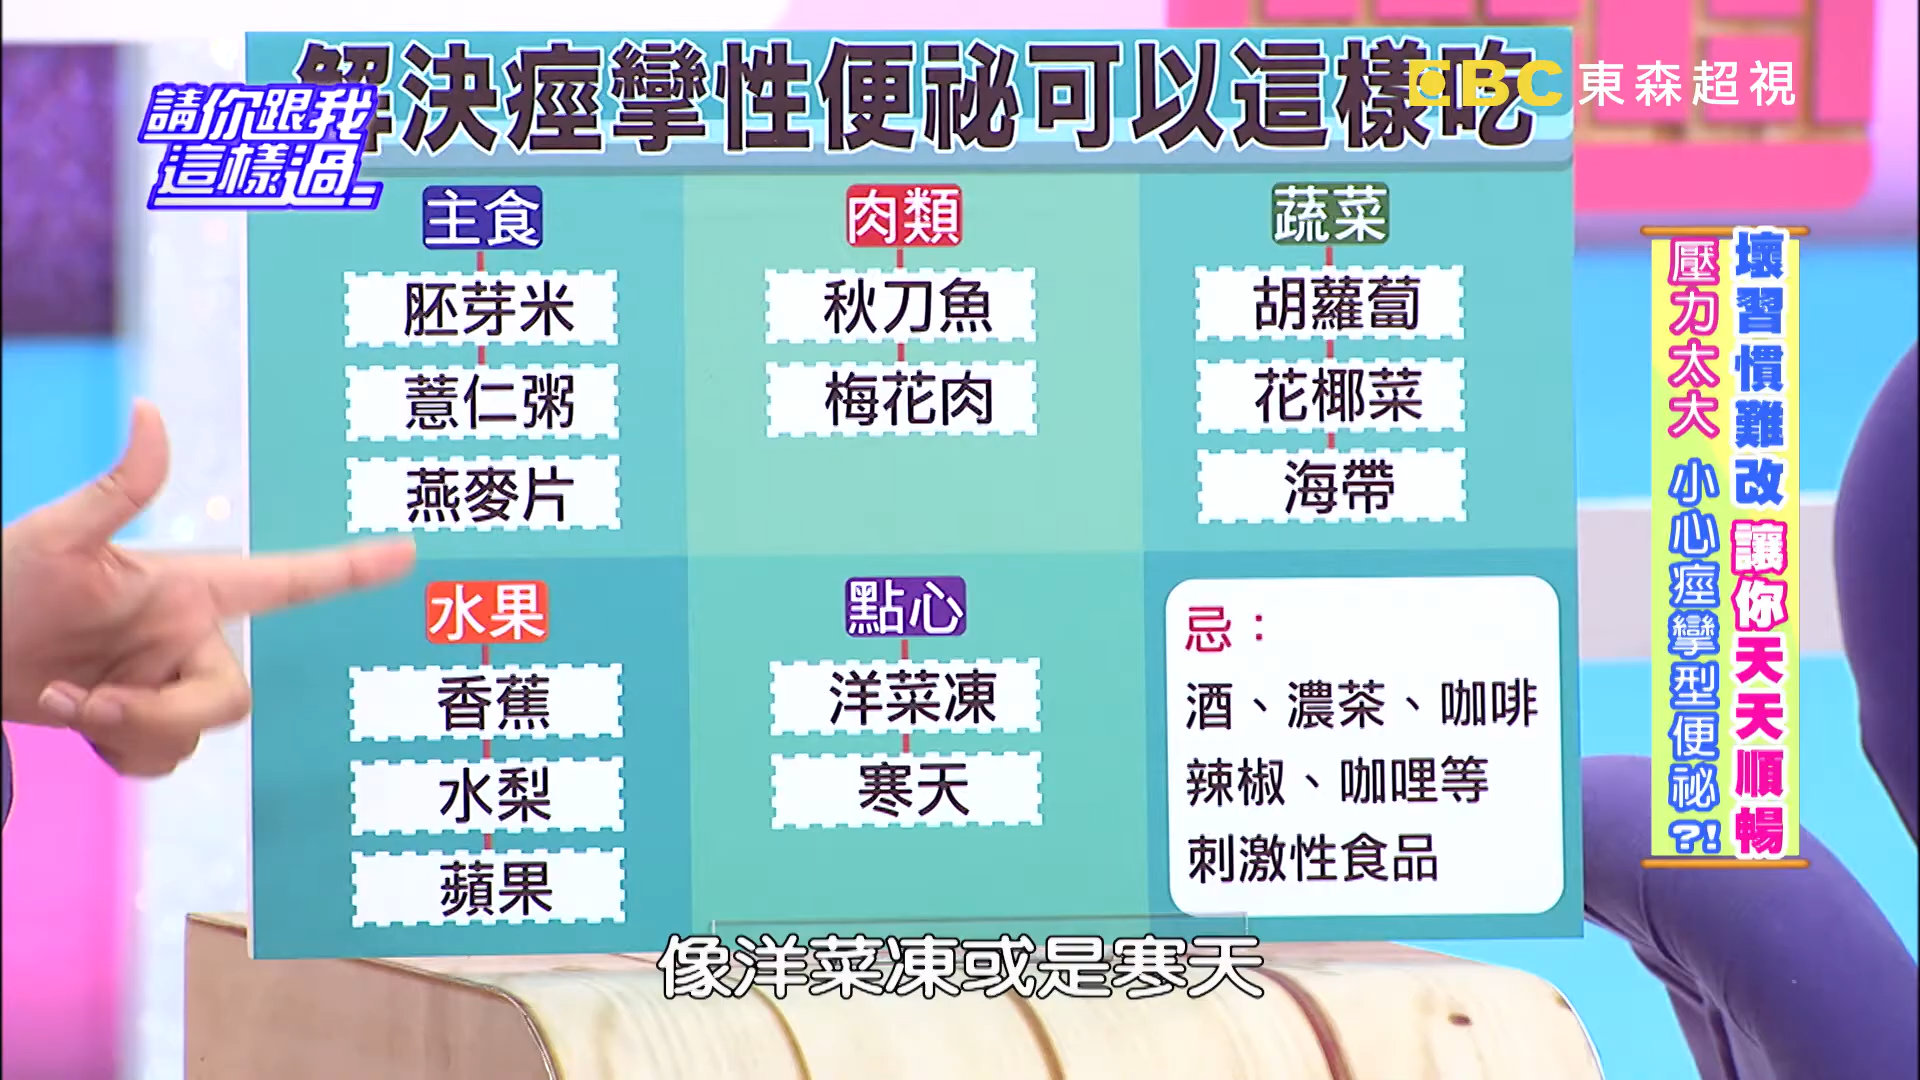 解決痙攣性便祕可以這樣吃
請你跟我
這樣過
EBC 東森超視
主食
胚芽米
薏仁粥
燕麥片
肉類
秋刀魚
梅花肉
蔬菜
胡蘿蔔
花椰菜
海帶
水果
香蕉
水梨
蘋果
點心
洋菜凍
寒天
忌：
酒、濃茶、咖啡
辣椒、咖哩等
刺激性食品
壞習慣難改 讓你天天順暢
壓力太大 小心痙攣型便祕?!
像洋菜凍或是寒天